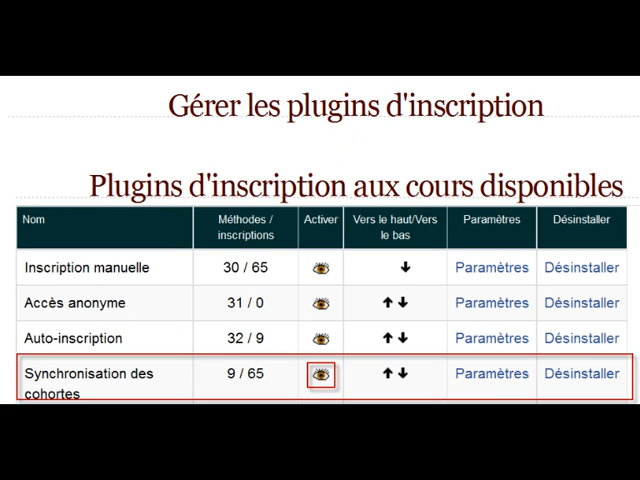 Gérer les plugins d'inscription
Plugins d'inscription aux cours disponibles
Nom Méthodes / inscriptions Activer Vers le haut/Vers le bas Paramètres Désinstaller
Inscription manuelle 30 / 65 Paramètres Désinstaller
Accès anonyme 31 / 0 Paramètres Désinstaller
Auto-inscription 32 / 9 Paramètres Désinstaller
Synchronisation des cohortes 9 / 65 Paramètres Désinstaller